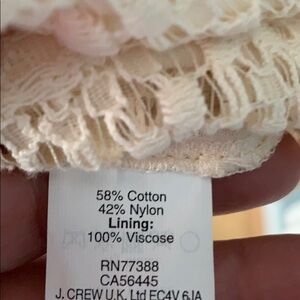 58% Cotton
42% Nylon
Lining:
100% Viscose
RN77388
CA56445
J. CREW U.K. Ltd EC4V 6JA